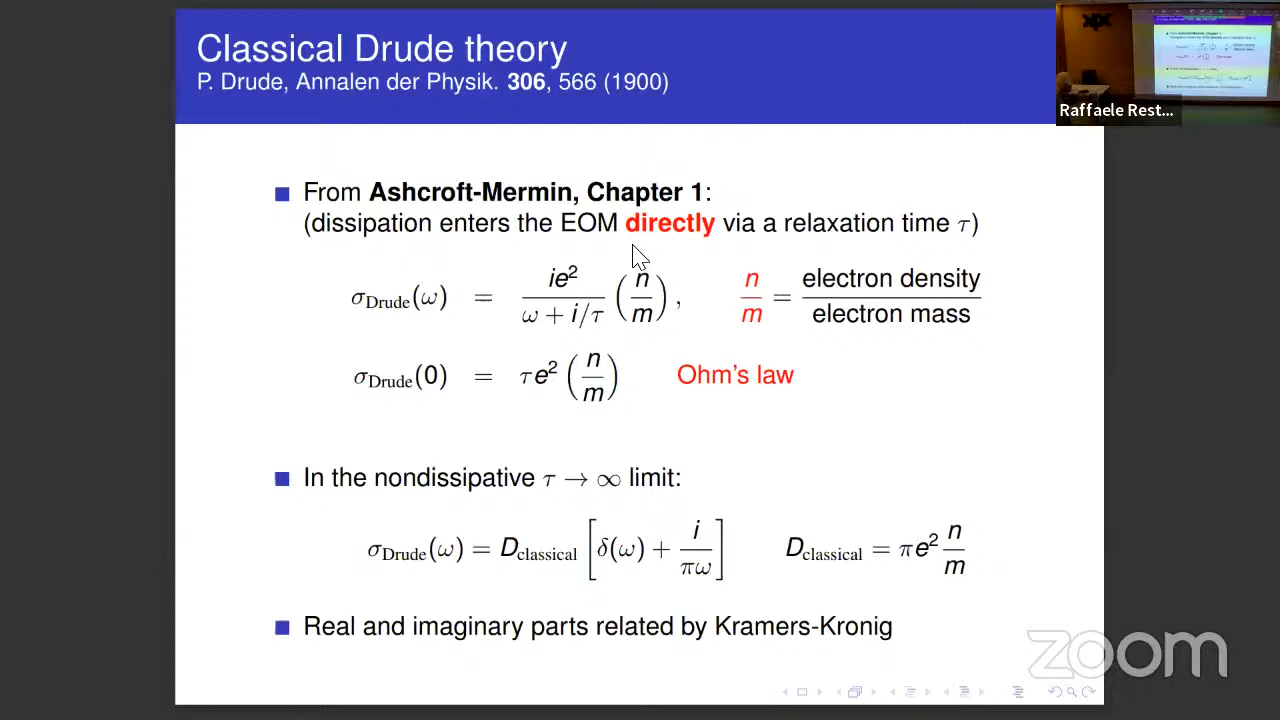 Classical Drude theory
P. Drude, Annalen der Physik. 306, 566 (1900)
Raffaele Rest...
From Ashcroft-Mermin, Chapter 1:
(dissipation enters the EOM directly via a relaxation time τ)
σ_Drude(ω) = ie²/(ω + i/τ) (n/m), n/m = electron density/electron mass
σ_Drude(0) = τe² (n/m) Ohm's law
In the nondissipative τ → ∞ limit:
σ_Drude(ω) = D_classical [δ(ω) + i/(πω)] D_classical = πe² n/m
Real and imaginary parts related by Kramers-Kronig
zoom